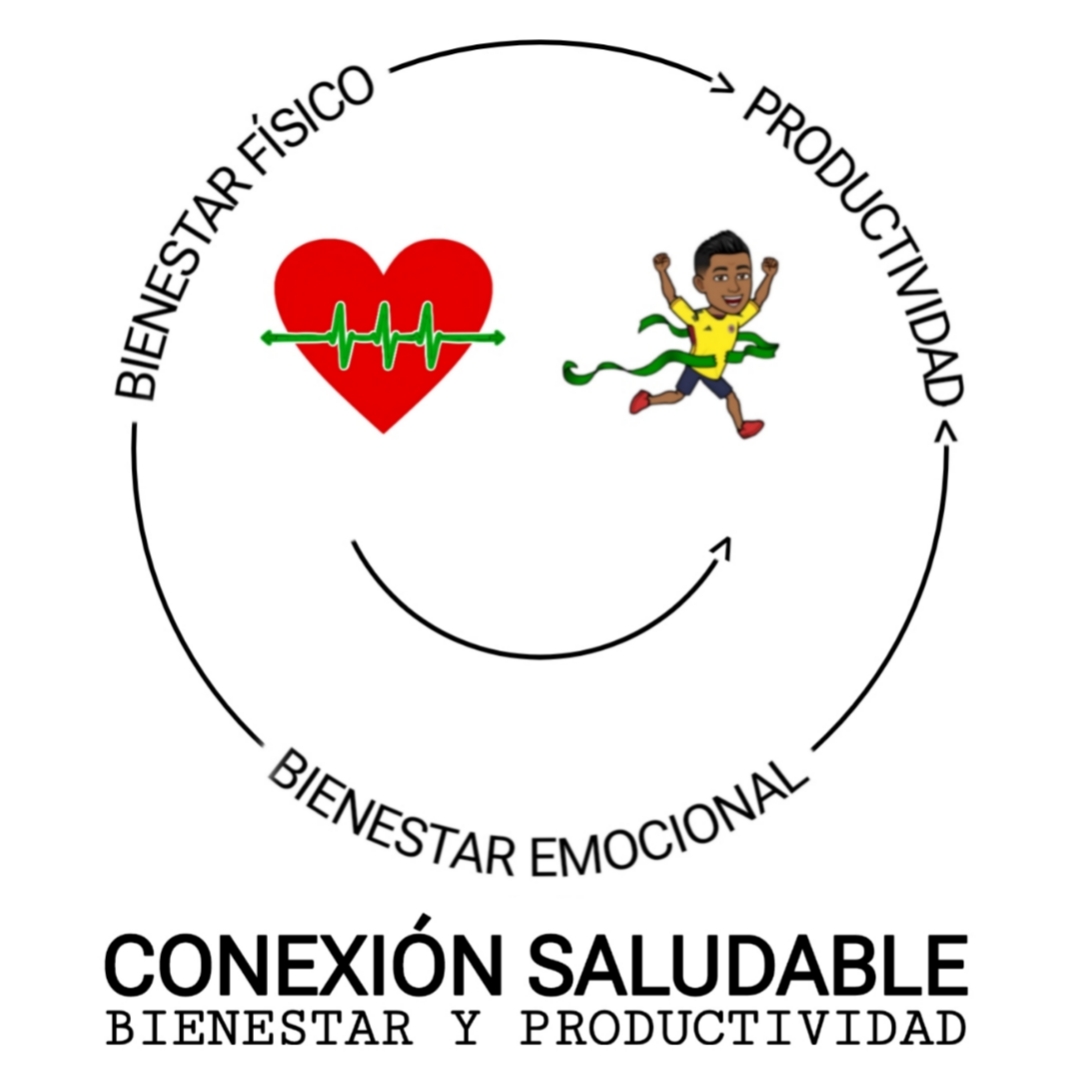 BIENESTAR FÍSICO
PRODUCTIVIDAD
BIENESTAR EMOCIONAL
CONEXIÓN SALUDABLE
BIENESTAR Y PRODUCTIVIDAD